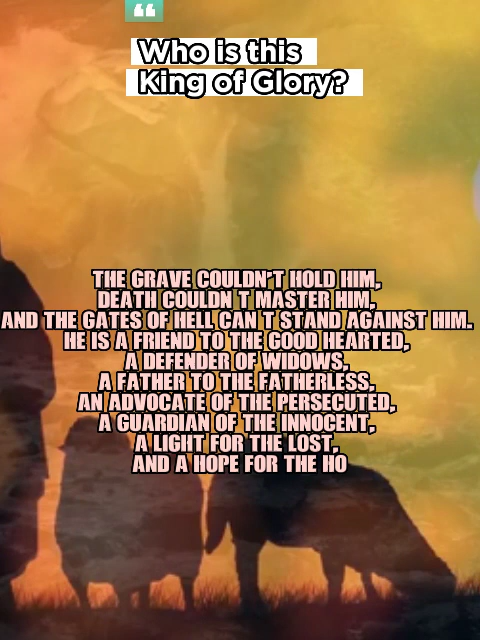 ❝
Who is this
King of Glory?
THE GRAVE COULDN'T HOLD HIM,
DEATH COULDN T MASTER HIM,
AND THE GATES OF HELL CAN T STAND AGAINST HIM.
HE IS A FRIEND TO THE GOOD HEARTED,
A DEFENDER OF WIDOWS,
A FATHER TO THE FATHERLESS,
AN ADVOCATE OF THE PERSECUTED,
A GUARDIAN OF THE INNOCENT,
A LIGHT FOR THE LOST,
AND A HOPE FOR THE HO